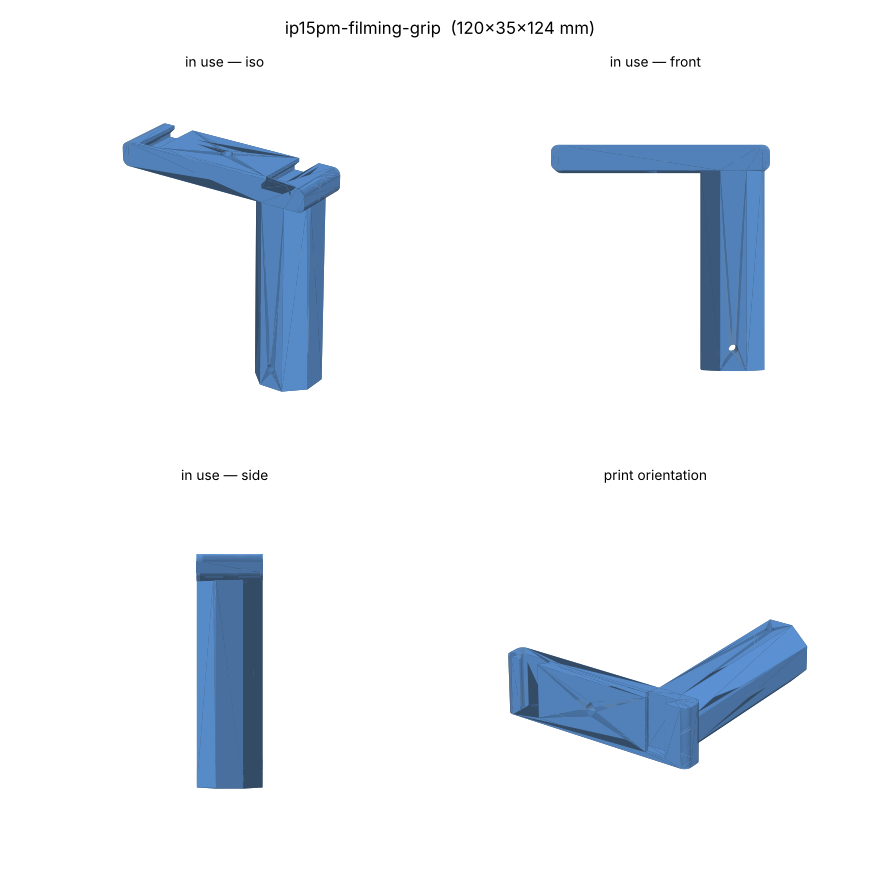 ip15pm-filming-grip (120×35×124 mm)
in use — iso
in use — front
in use — side
print orientation